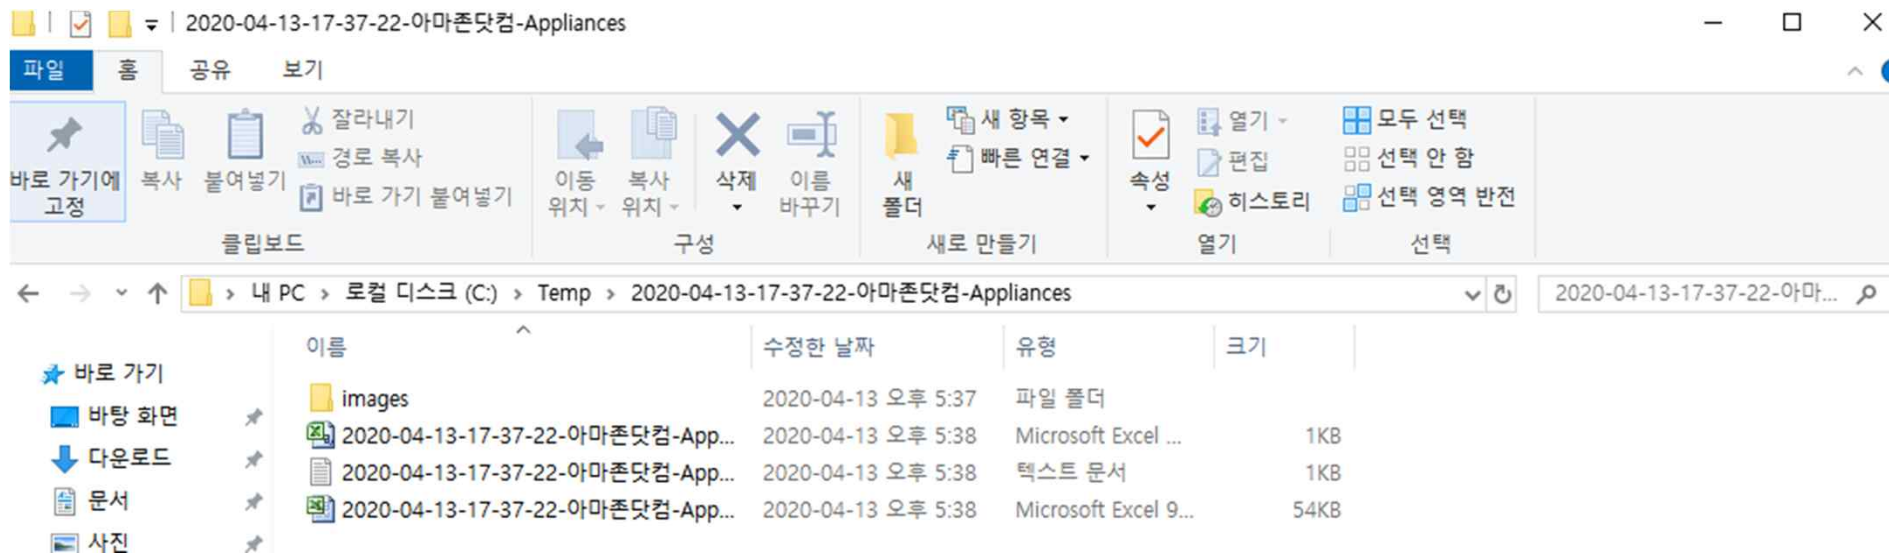 2020-04-13-17-37-22-아마존닷컴-Appliances
파일 홈 공유 보기
바로 가기에 고정
복사
붙여넣기
잘라내기
경로 복사
바로 가기 붙여넣기
클립보드
이동 위치
복사 위치
삭제
이름 바꾸기
구성
새 폴더
새 항목
빠른 연결
새로 만들기
속성
열기
편집
히스토리
열기
모두 선택
선택 안 함
선택 영역 반전
선택
내 PC › 로컬 디스크 (C:) › Temp › 2020-04-13-17-37-22-아마존닷컴-Appliances
2020-04-13-17-37-22-아마...
바로 가기
바탕 화면
다운로드
문서
사진
이름 수정한 날짜 유형 크기
images 2020-04-13 오후 5:37 파일 폴더
2020-04-13-17-37-22-아마존닷컴-App... 2020-04-13 오후 5:38 Microsoft Excel ... 1KB
2020-04-13-17-37-22-아마존닷컴-App... 2020-04-13 오후 5:38 텍스트 문서 1KB
2020-04-13-17-37-22-아마존닷컴-App... 2020-04-13 오후 5:38 Microsoft Excel 9... 54KB